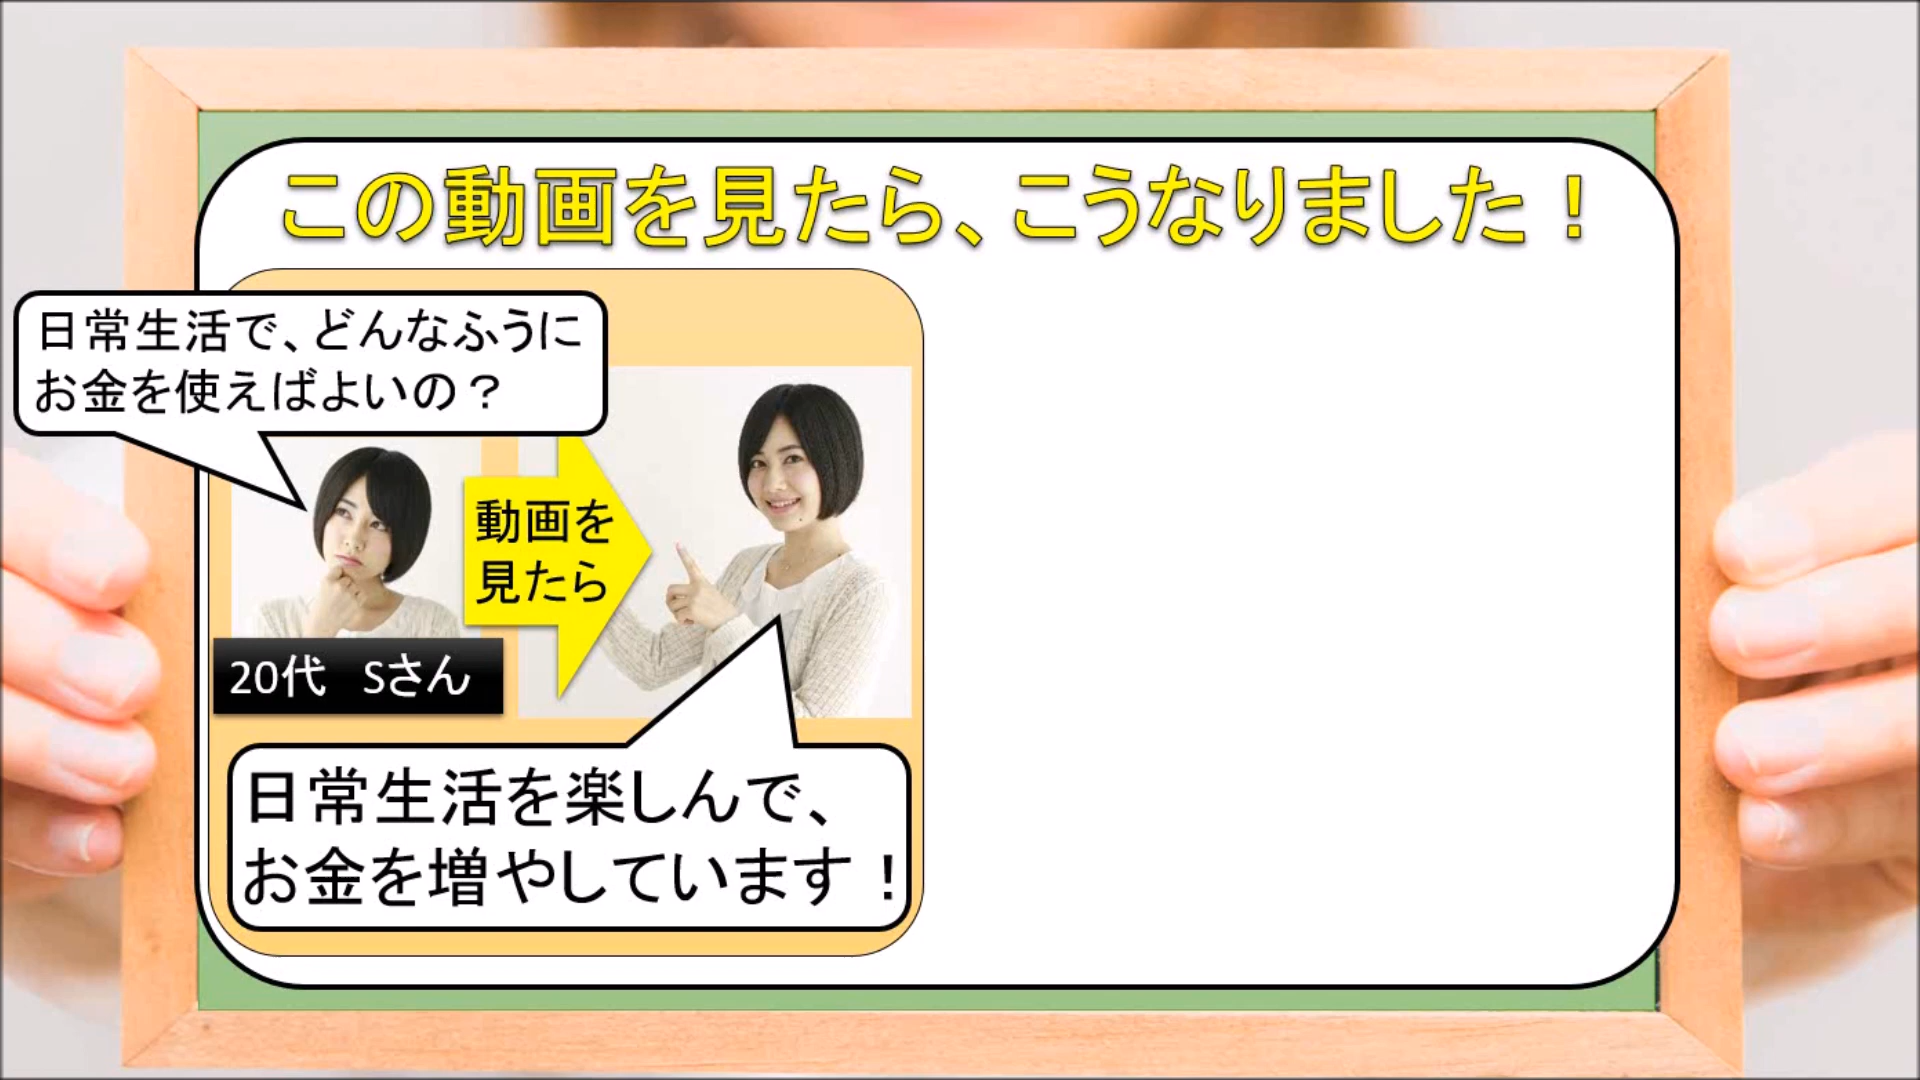 この動画を見たら、こうなりました！
日常生活で、どんなふうに
お金を使えばよいの？
動画を
見たら
20代　Sさん
日常生活を楽しんで、
お金を増やしています！